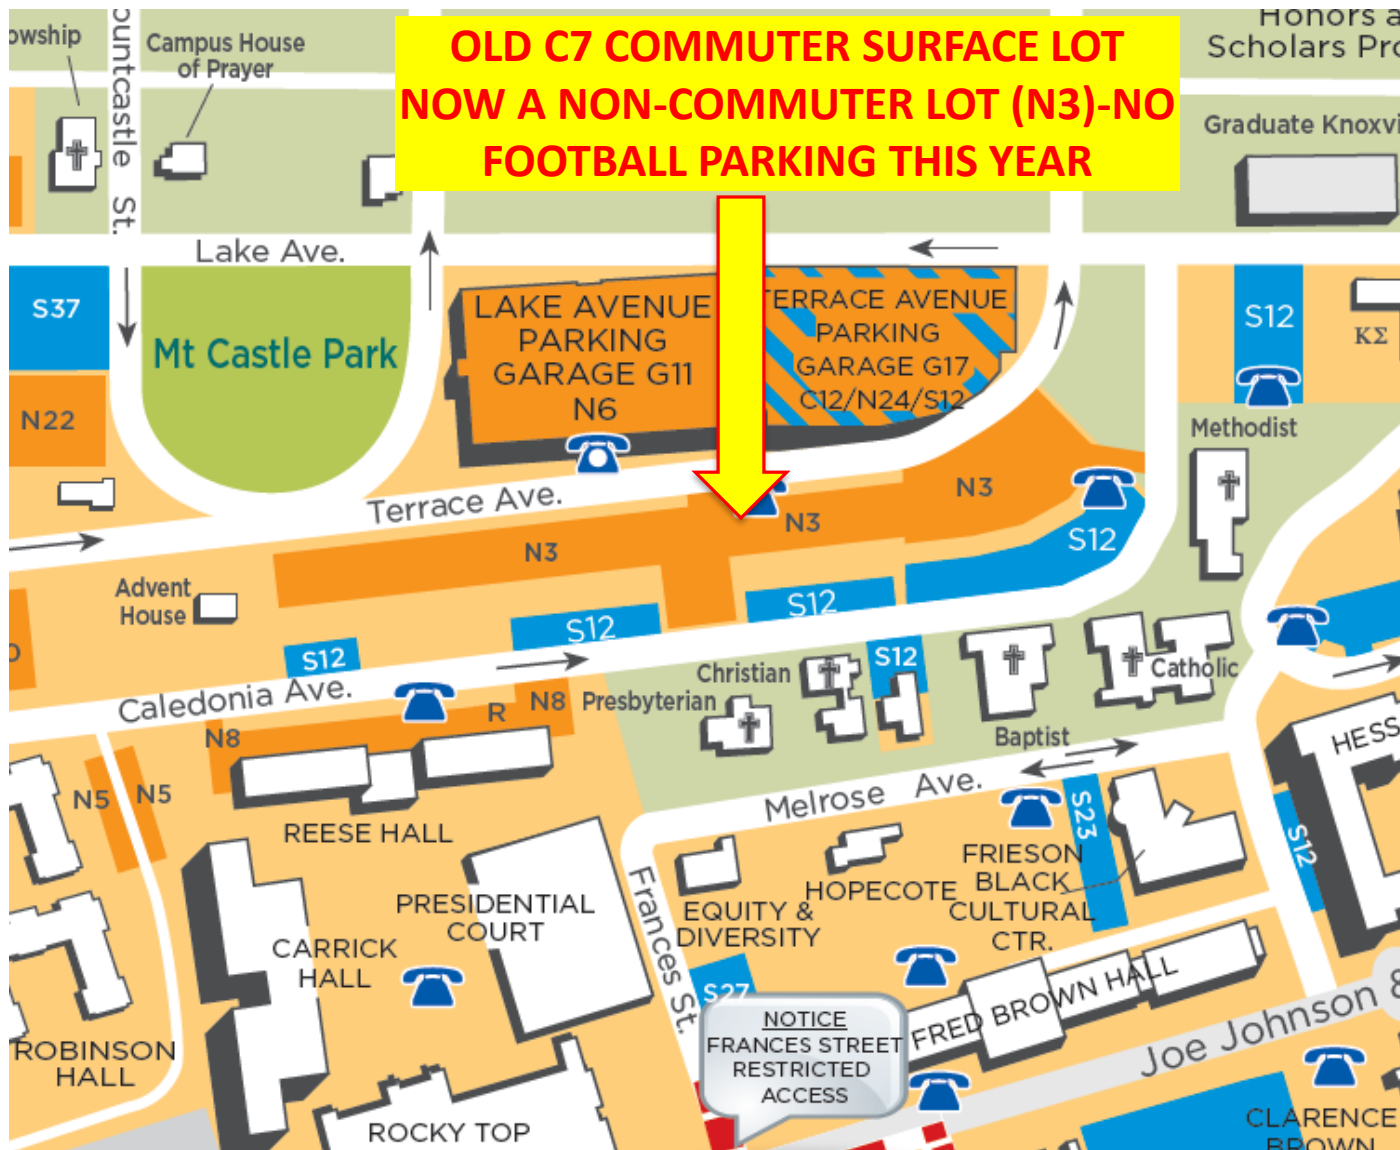 OLD C7 COMMUTER SURFACE LOT
NOW A NON-COMMUTER LOT (N3)-NO
FOOTBALL PARKING THIS YEAR
Campus House
of Prayer
Honors
Graduate
Lake Ave.
S37
Mt Castle Park
N22
LAKE AVENUE
PARKING
GARAGE G11
N6
TERRACE AVENUE
PARKING
GARAGE G17
C12/N24/S12
S12
ΚΣ
Methodist
Terrace Ave.
N3
N3
N3
S12
Advent
House
S12
S12
S12
S12
Christian
Presbyterian
Catholic
Baptist
Caledonia Ave.
N8
R
N8
N5
N5
REESE HALL
Melrose Ave.
S23
S12
HESS
FRIESON
BLACK
CULTURAL
CTR.
HOPECOTE
EQUITY &
DIVERSITY
PRESIDENTIAL
COURT
CARRICK
HALL
Frances St.
S27
NOTICE
FRANCES STREET
RESTRICTED
ACCESS
FRED BROWN HALL
Joe Johnson &
ROBINSON
HALL
ROCKY TOP
CLARENCE
BROWN